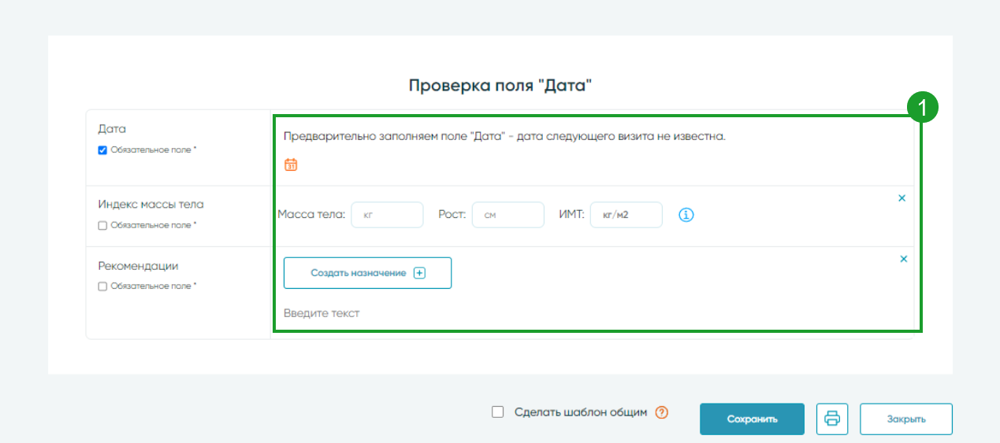 Проверка поля "Дата"
1
Дата
Обязательное поле *
Предварительно заполняем поле "Дата" - дата следующего визита не известна.
31
Индекс массы тела
Обязательное поле *
Масса тела: кг Рост: см ИМТ: кг/м2
Рекомендации
Обязательное поле *
Создать назначение
Введите текст
Сделать шаблон общим ?
Сохранить
Закрыть